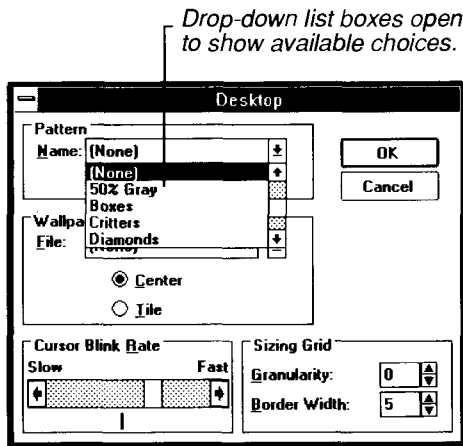 Drop-down list boxes open
to show available choices.
Desktop
Pattern
Name: (None)
(None)
50% Gray
Boxes
Critters
Diamonds
OK
Cancel
Wallpa
File: (None)
Center
Tile
Cursor Blink Rate
Slow Fast
Sizing Grid
Granularity: 0
Border Width: 5